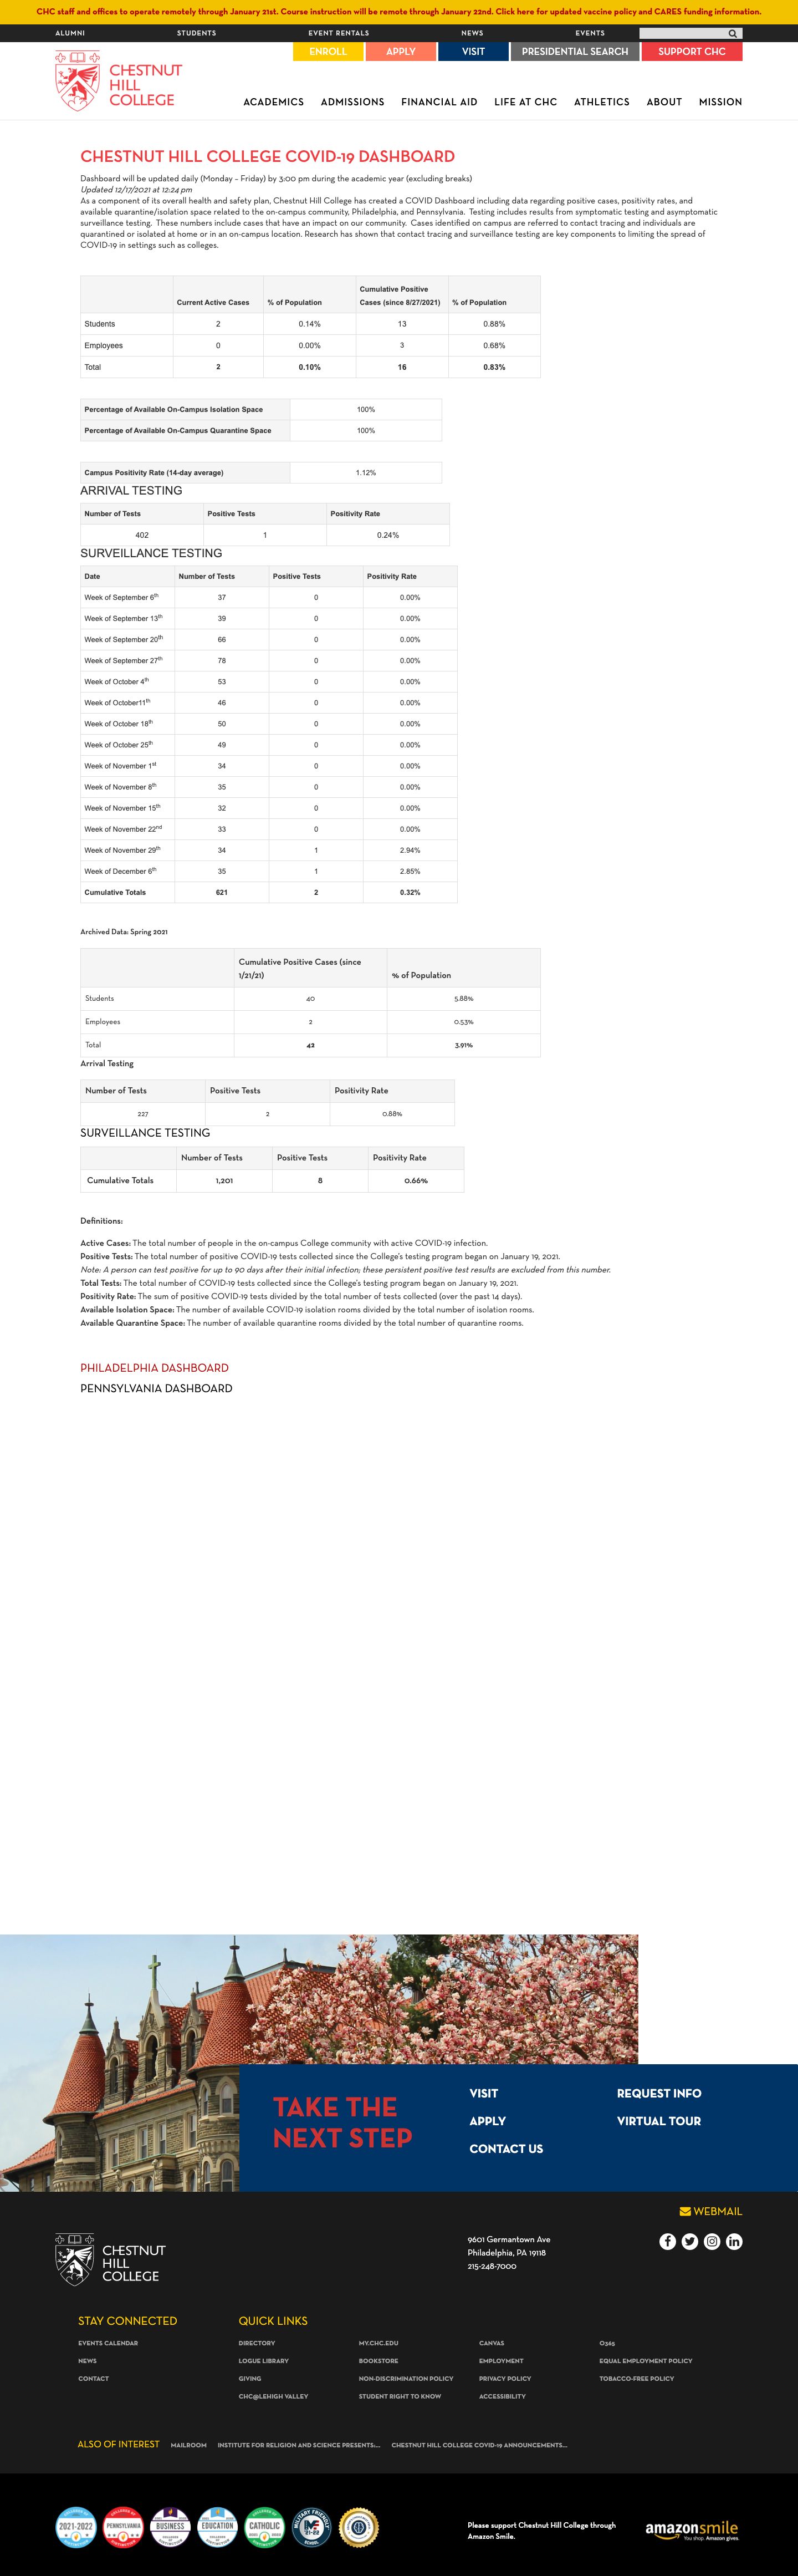 CHC staff and offices to operate remotely through January 21st. Course instruction will be remote through January 22nd. Click here for updated vaccine policy and CARES funding information.
ALUMNI STUDENTS EVENT RENTALS NEWS EVENTS
ENROLL APPLY VISIT PRESIDENTIAL SEARCH SUPPORT CHC
CHESTNUT
HILL
COLLEGE
ACADEMICS ADMISSIONS FINANCIAL AID LIFE AT CHC ATHLETICS ABOUT MISSION
CHESTNUT HILL COLLEGE COVID-19 DASHBOARD
Dashboard will be updated daily (Monday – Friday) by 3:00 pm during the academic year (excluding breaks)
Updated 12/17/2021 at 12:24 pm
As a component of its overall health and safety plan, Chestnut Hill College has created a COVID Dashboard including data regarding positive cases, positivity rates, and
available quarantine/isolation space related to the on-campus community, Philadelphia, and Pennsylvania. Testing includes results from symptomatic testing and asymptomatic
surveillance testing. These numbers include cases that have an impact on our community. Cases identified on campus are referred to contact tracing and individuals are
quarantined or isolated at home or in an on-campus location. Research has shown that contact tracing and surveillance testing are key components to limiting the spread of
COVID-19 in settings such as colleges.
Current Active Cases % of Population Cumulative Positive Cases (since 8/27/2021) % of Population
Students 2 0.14% 13 0.88%
Employees 0 0.00% 3 0.68%
Total 2 0.10% 16 0.83%
Percentage of Available On-Campus Isolation Space 100%
Percentage of Available On-Campus Quarantine Space 100%
Campus Positivity Rate (14-day average) 1.12%
ARRIVAL TESTING
Number of Tests Positive Tests Positivity Rate
402 1 0.24%
SURVEILLANCE TESTING
Date Number of Tests Positive Tests Positivity Rate
Week of September 6th 37 0 0.00%
Week of September 13th 39 0 0.00%
Week of September 20th 66 0 0.00%
Week of September 27th 78 0 0.00%
Week of October 4th 53 0 0.00%
Week of October11th 46 0 0.00%
Week of October 18th 50 0 0.00%
Week of October 25th 49 0 0.00%
Week of November 1st 34 0 0.00%
Week of November 8th 35 0 0.00%
Week of November 15th 32 0 0.00%
Week of November 22nd 33 0 0.00%
Week of November 29th 34 1 2.94%
Week of December 6th 35 1 2.85%
Cumulative Totals 621 2 0.32%
Archived Data: Spring 2021
Cumulative Positive Cases (since 1/21/21) % of Population
Students 40 5.88%
Employees 2 0.53%
Total 42 3.91%
Arrival Testing
Number of Tests Positive Tests Positivity Rate
227 2 0.88%
SURVEILLANCE TESTING
Number of Tests Positive Tests Positivity Rate
Cumulative Totals 1,201 8 0.66%
Definitions:
Active Cases: The total number of people in the on-campus College community with active COVID-19 infection.
Positive Tests: The total number of positive COVID-19 tests collected since the College's testing program began on January 19, 2021.
Note: A person can test positive for up to 90 days after their initial infection; these persistent positive test results are excluded from this number.
Total Tests: The total number of COVID-19 tests collected since the College's testing program began on January 19, 2021.
Positivity Rate: The sum of positive COVID-19 tests divided by the total number of tests collected (over the past 14 days).
Available Isolation Space: The number of available COVID-19 isolation rooms divided by the total number of isolation rooms.
Available Quarantine Space: The number of available quarantine rooms divided by the total number of quarantine rooms.
PHILADELPHIA DASHBOARD
PENNSYLVANIA DASHBOARD
TAKE THE
NEXT STEP
VISIT REQUEST INFO
APPLY VIRTUAL TOUR
CONTACT US
WEBMAIL
CHESTNUT
HILL
COLLEGE
9601 Germantown Ave
Philadelphia, PA 19118
215-248-7000
STAY CONNECTED QUICK LINKS
EVENTS CALENDAR DIRECTORY MY.CHC.EDU CANVAS O365
NEWS LOGUE LIBRARY BOOKSTORE EMPLOYMENT EQUAL EMPLOYMENT POLICY
CONTACT GIVING NON-DISCRIMINATION POLICY PRIVACY POLICY TOBACCO-FREE POLICY
CHC@LEHIGH VALLEY STUDENT RIGHT TO KNOW ACCESSIBILITY
ALSO OF INTEREST MAILROOM INSTITUTE FOR RELIGION AND SCIENCE PRESENTS:... CHESTNUT HILL COLLEGE COVID-19 ANNOUNCEMENTS...
2021-2022 PENNSYLVANIA BUSINESS EDUCATION CATHOLIC MILITARY FRIENDLY 21-22 SCHOOL
Please support Chestnut Hill College through
Amazon Smile.
amazonsmile
You shop. Amazon gives.